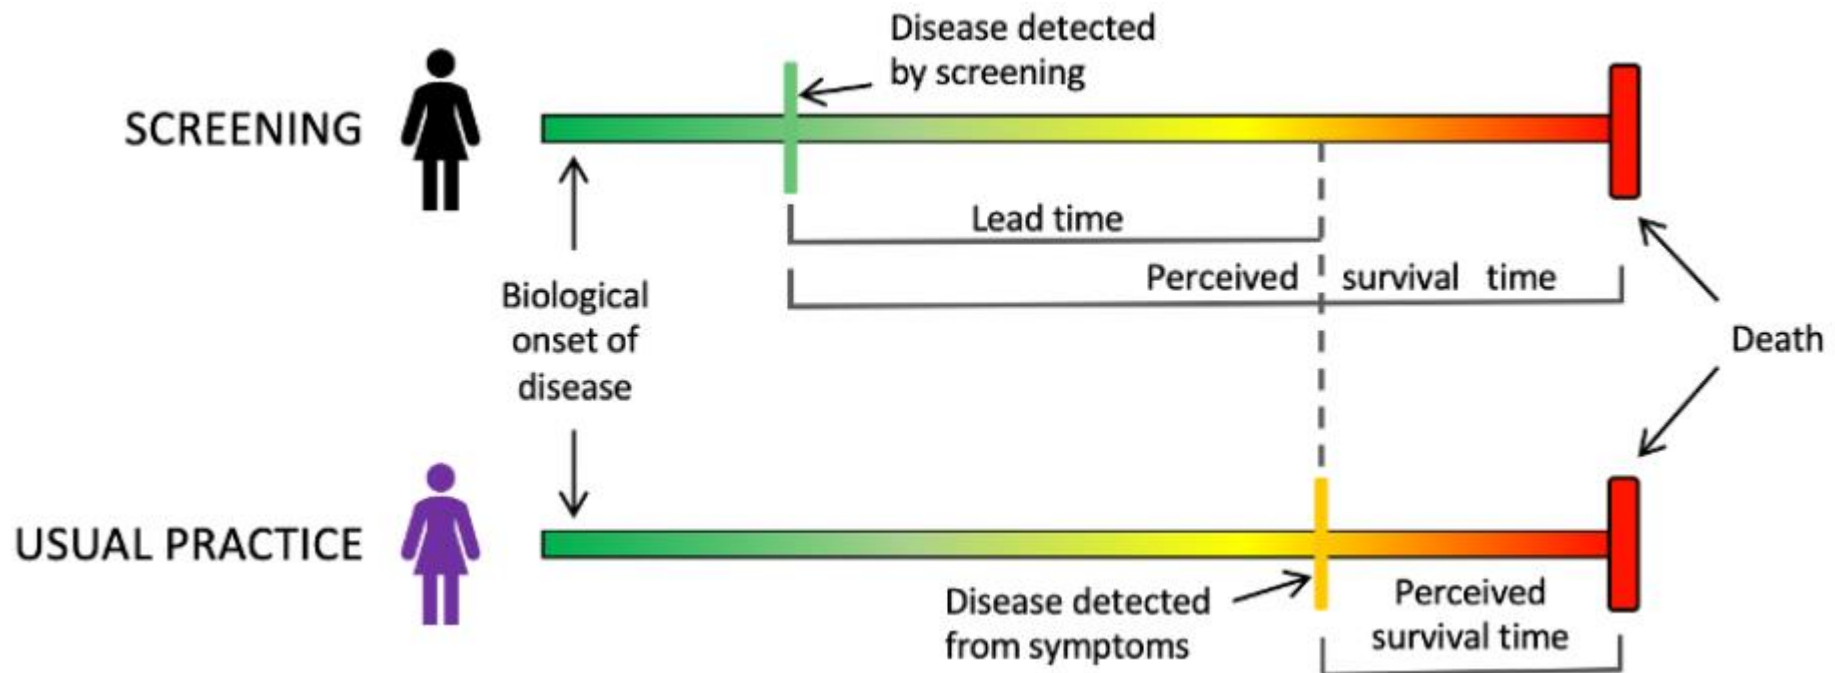 Disease detected
by screening
SCREENING
Lead time
Perceived survival time
Biological
onset of
disease
Death
USUAL PRACTICE
Disease detected
from symptoms
Perceived
survival time